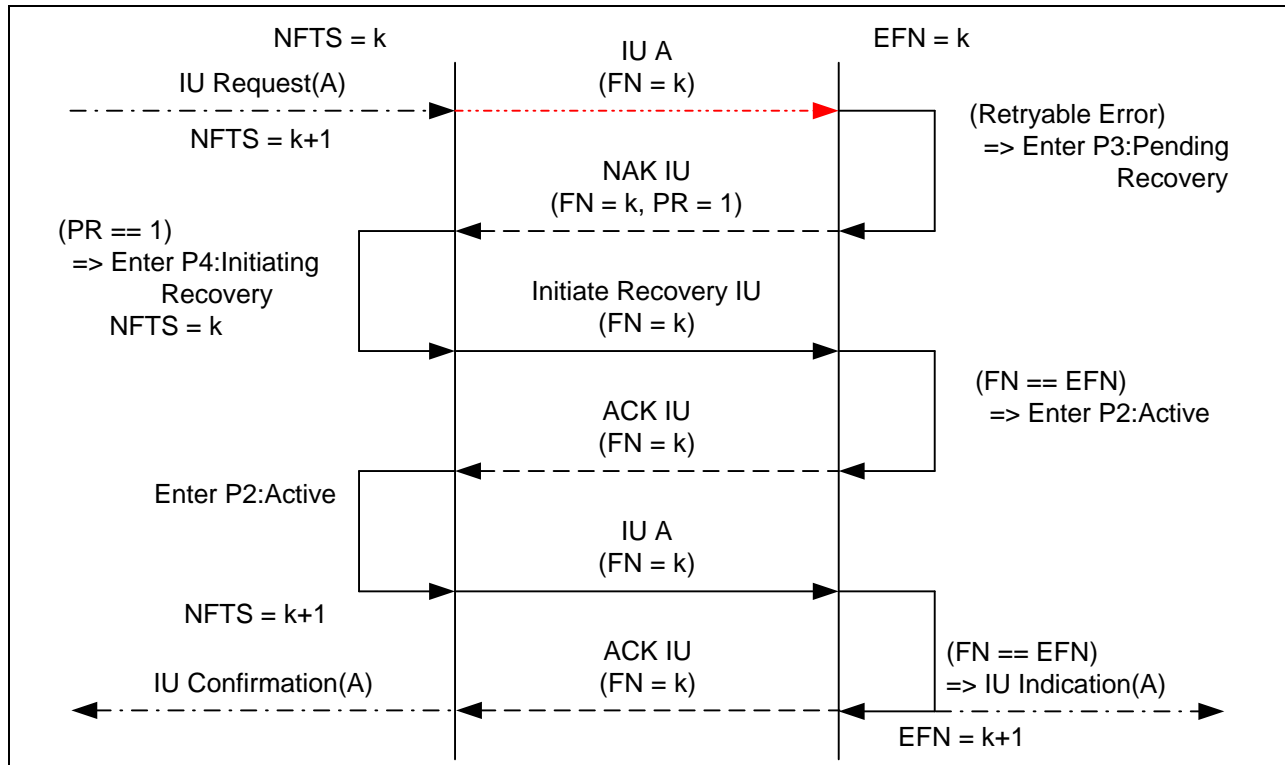 NFTS = k
EFN = k
IU A
(FN = k)
IU Request(A)
NFTS = k+1
(Retryable Error)
=> Enter P3:Pending
Recovery
NAK IU
(FN = k, PR = 1)
(PR == 1)
=> Enter P4:Initiating
Recovery
NFTS = k
Initiate Recovery IU
(FN = k)
(FN == EFN)
=> Enter P2:Active
ACK IU
(FN = k)
Enter P2:Active
IU A
(FN = k)
NFTS = k+1
ACK IU
(FN = k)
(FN == EFN)
=> IU Indication(A)
IU Confirmation(A)
EFN = k+1